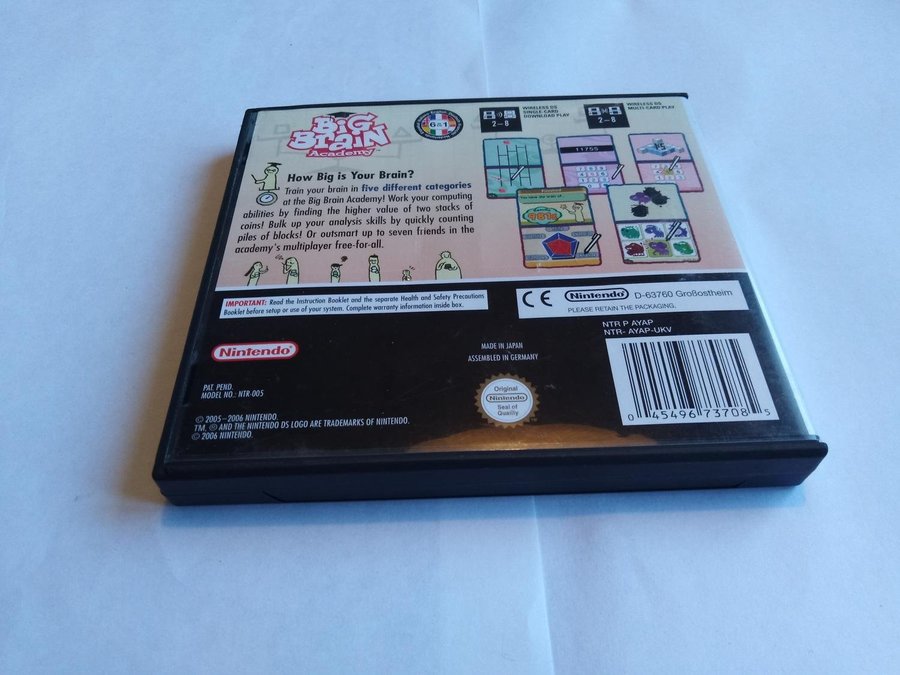 BiG
BRaiN
Academy
6in1
WIRELESS DS
SINGLE-CARD
DOWNLOAD PLAY
2-8
WIRELESS DS
MULTI-CARD PLAY
2-8
11755
How Big is Your Brain?
Train your brain in five different categories
at the Big Brain Academy! Work your computing
abilities by finding the higher value of two stacks of
coins! Bulk up your analysis skills by quickly counting
piles of blocks! Or outsmart up to seven friends in the
academy's multiplayer free-for-all.
IMPORTANT: Read the Instruction Booklet and the separate Health and Safety Precautions
Booklet before setup or use of your system. Complete warranty information inside box.
CE Nintendo D-63760 Großostheim
PLEASE RETAIN THE PACKAGING.
NTR P AYAP
NTR- AYAP-UKV
Nintendo
MADE IN JAPAN
ASSEMBLED IN GERMANY
PAT. PEND.
MODEL NO.: NTR-005
Original
Nintendo
Seal of
Quality
© 2005–2006 NINTENDO.
TM, ® AND THE NINTENDO DS LOGO ARE TRADEMARKS OF NINTENDO.
© 2006 NINTENDO.
0 45496 73708 5